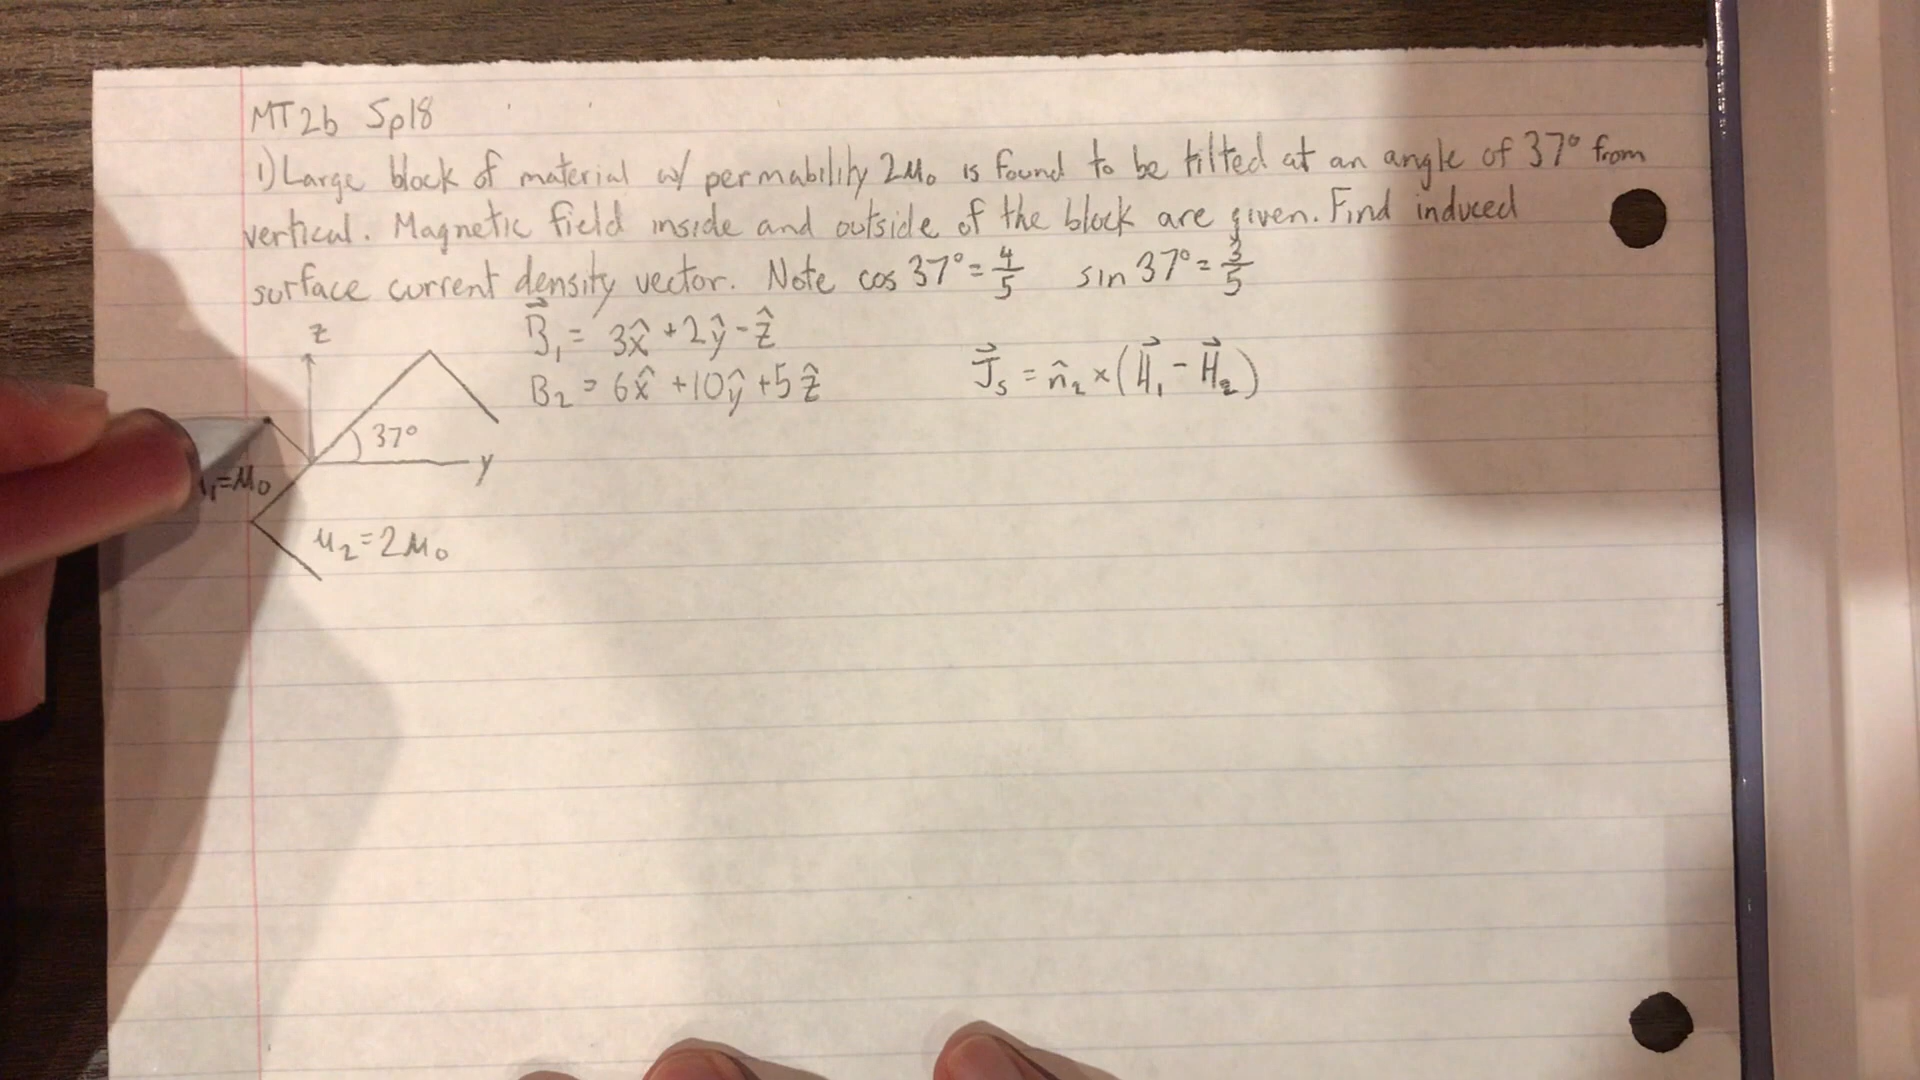 MT2b Sp18
1) Large block of material w/ permability 2μ₀ is found to be tilted at an angle of 37° from
vertical. Magnetic field inside and outside of the block are given. Find induced
surface current density vector. Note cos 37° = 4/5 sin 37° = 3/5
B⃗₁ = 3x̂ + 2ŷ - ẑ
B₂ = 6x̂ + 10ŷ + 5ẑ
J⃗ₛ = n̂₂ × (H⃗₁ - H⃗₂)
z
37°
y
₁=μ₀
μ₂=2μ₀